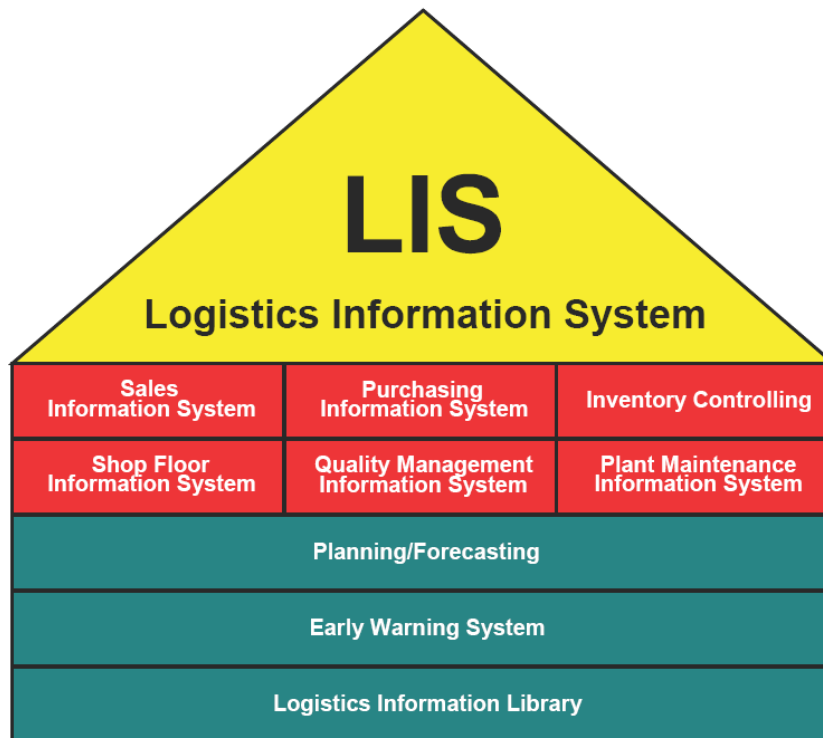 LIS
Logistics Information System
Sales
Information System
Purchasing
Information System
Inventory Controlling
Shop Floor
Information System
Quality Management
Information System
Plant Maintenance
Information System
Planning/Forecasting
Early Warning System
Logistics Information Library